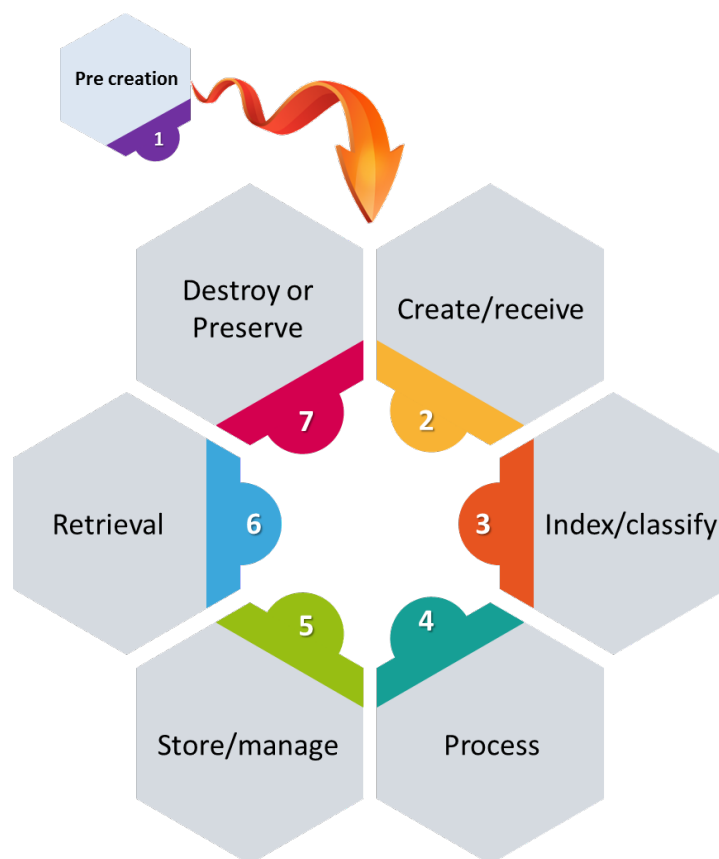 Pre creation
1
Create/receive
2
Index/classify
3
Process
4
Store/manage
5
Retrieval
6
Destroy or
Preserve
7